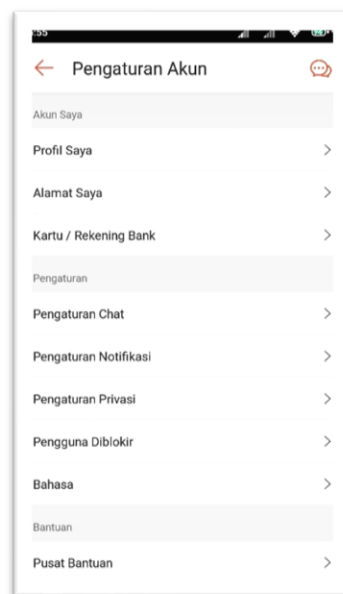 :55
Pengaturan Akun
Akun Saya
Profil Saya
Alamat Saya
Kartu / Rekening Bank
Pengaturan
Pengaturan Chat
Pengaturan Notifikasi
Pengaturan Privasi
Pengguna Diblokir
Bahasa
Bantuan
Pusat Bantuan